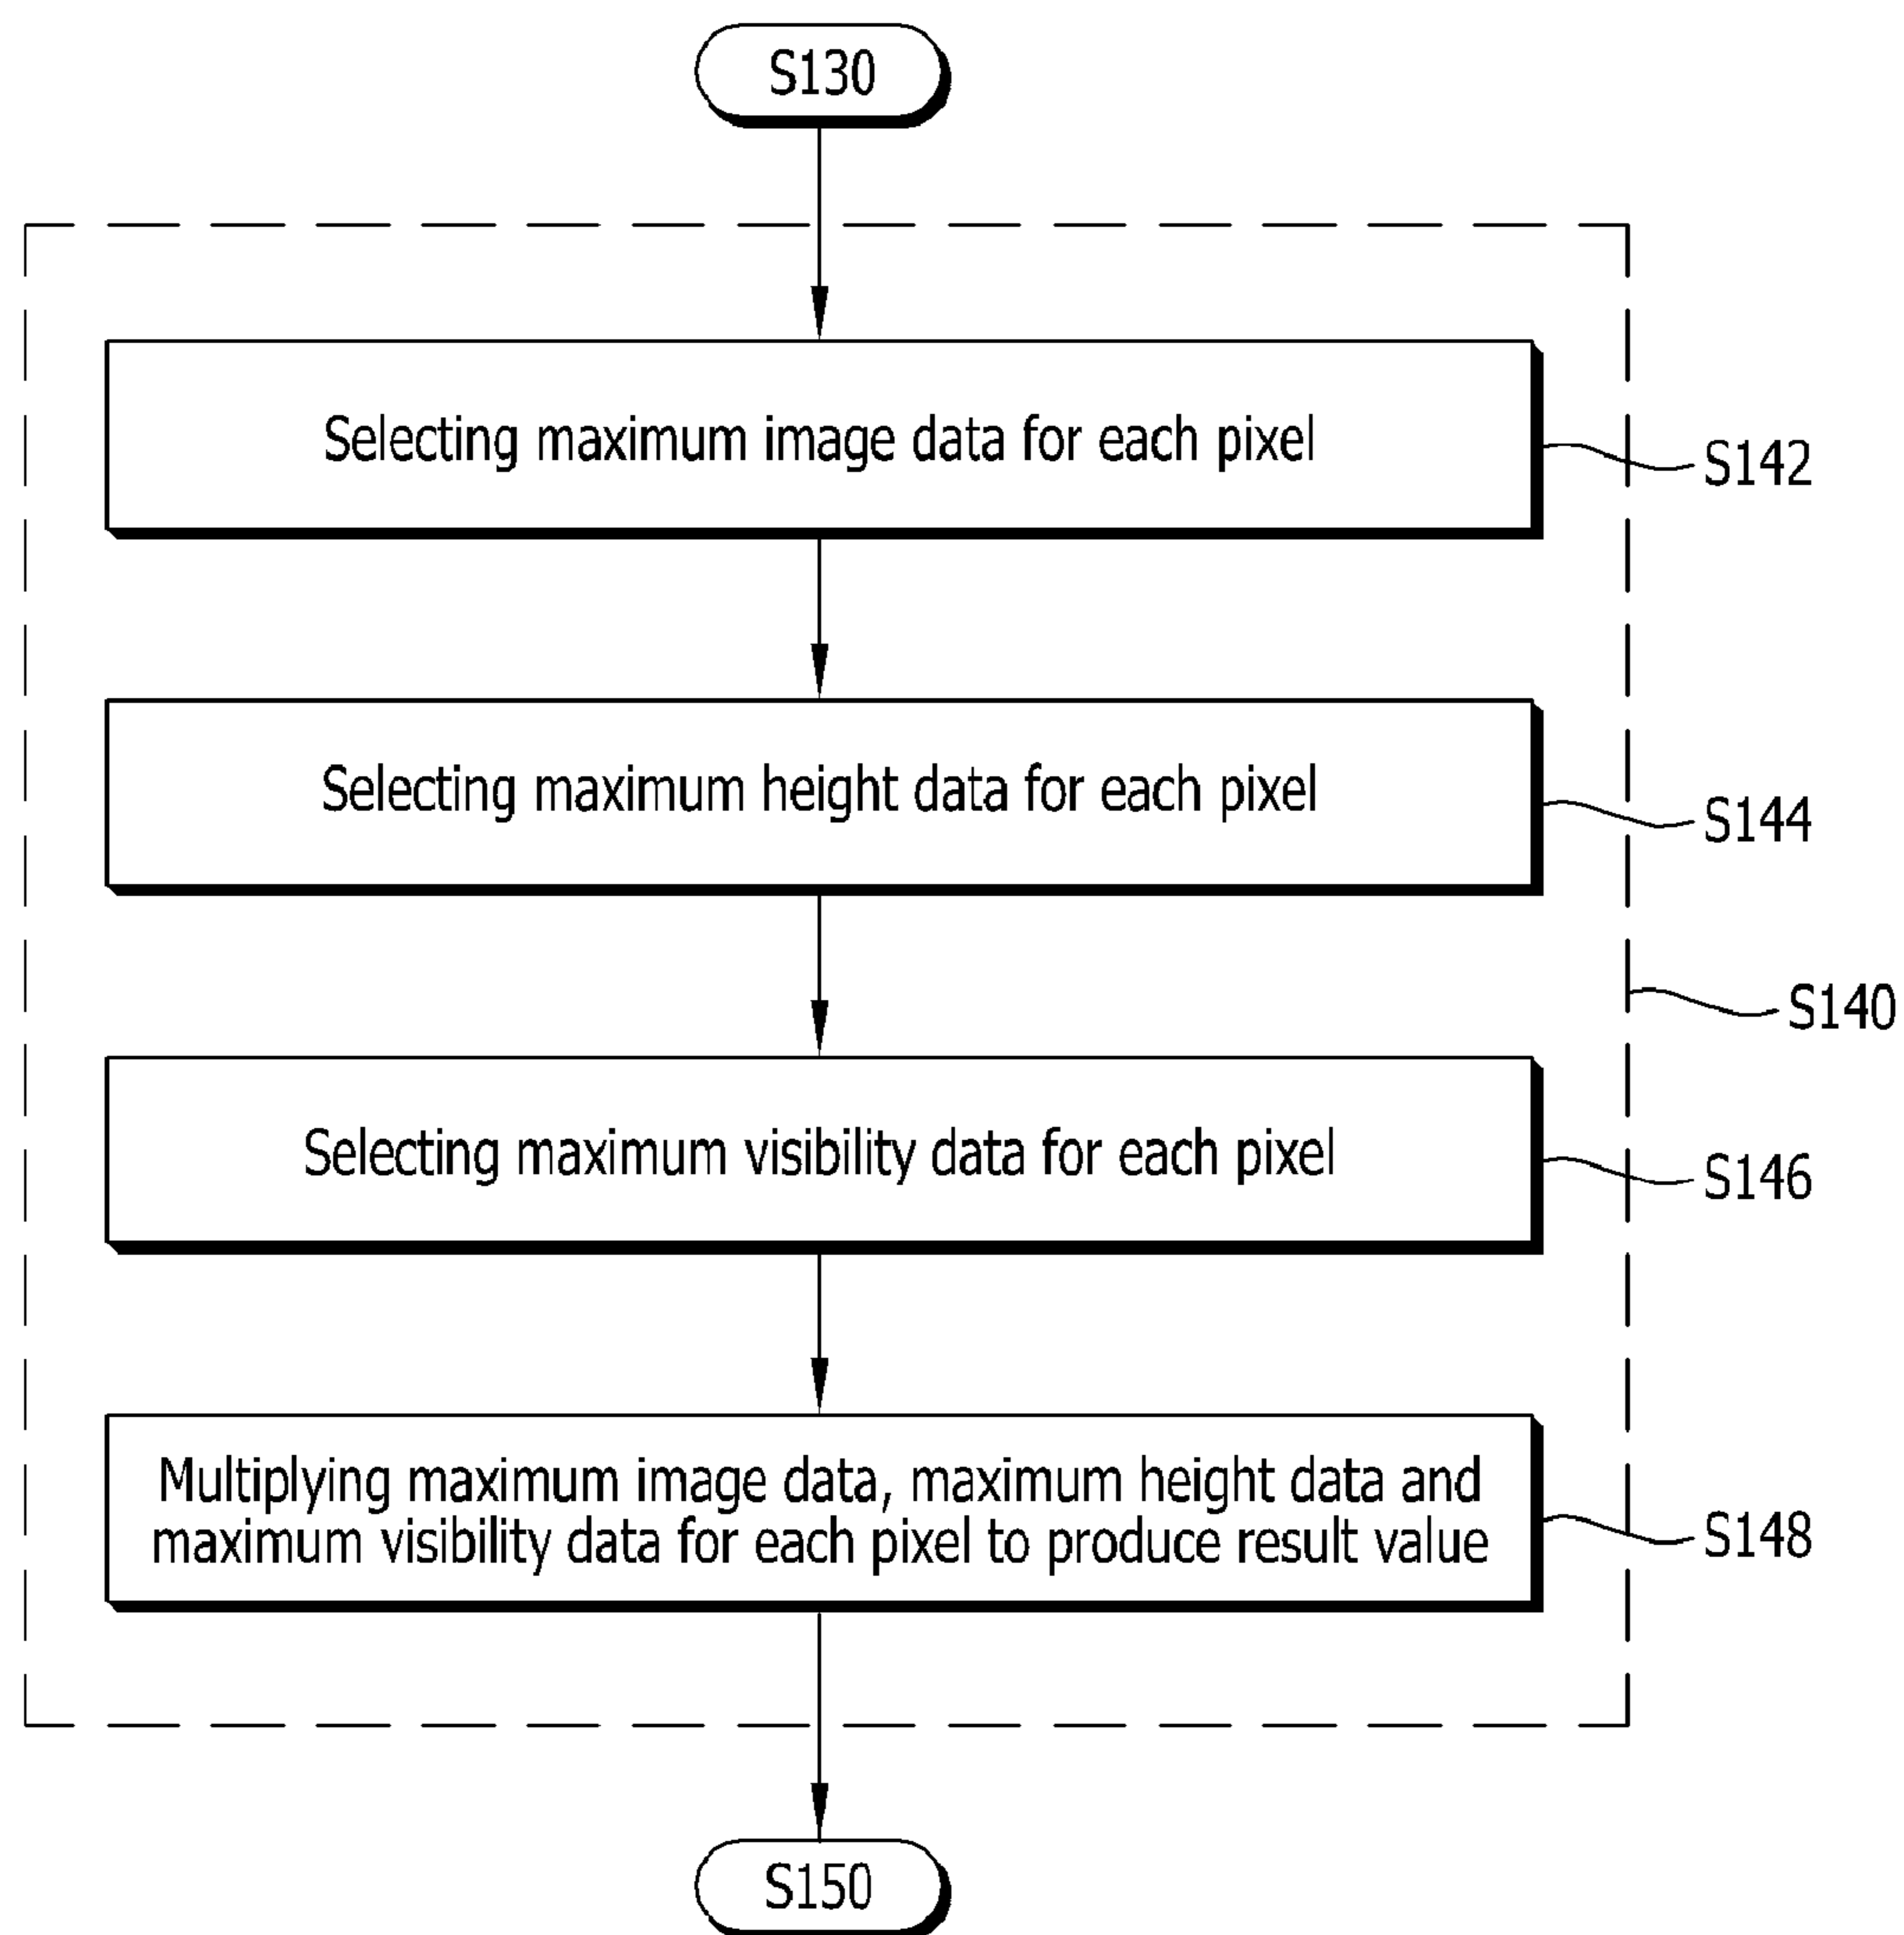 S130
Selecting maximum image data for each pixel
S142
Selecting maximum height data for each pixel
S144
S140
Selecting maximum visibility data for each pixel
S146
Multiplying maximum image data, maximum height data and
maximum visibility data for each pixel to produce result value
S148
S150